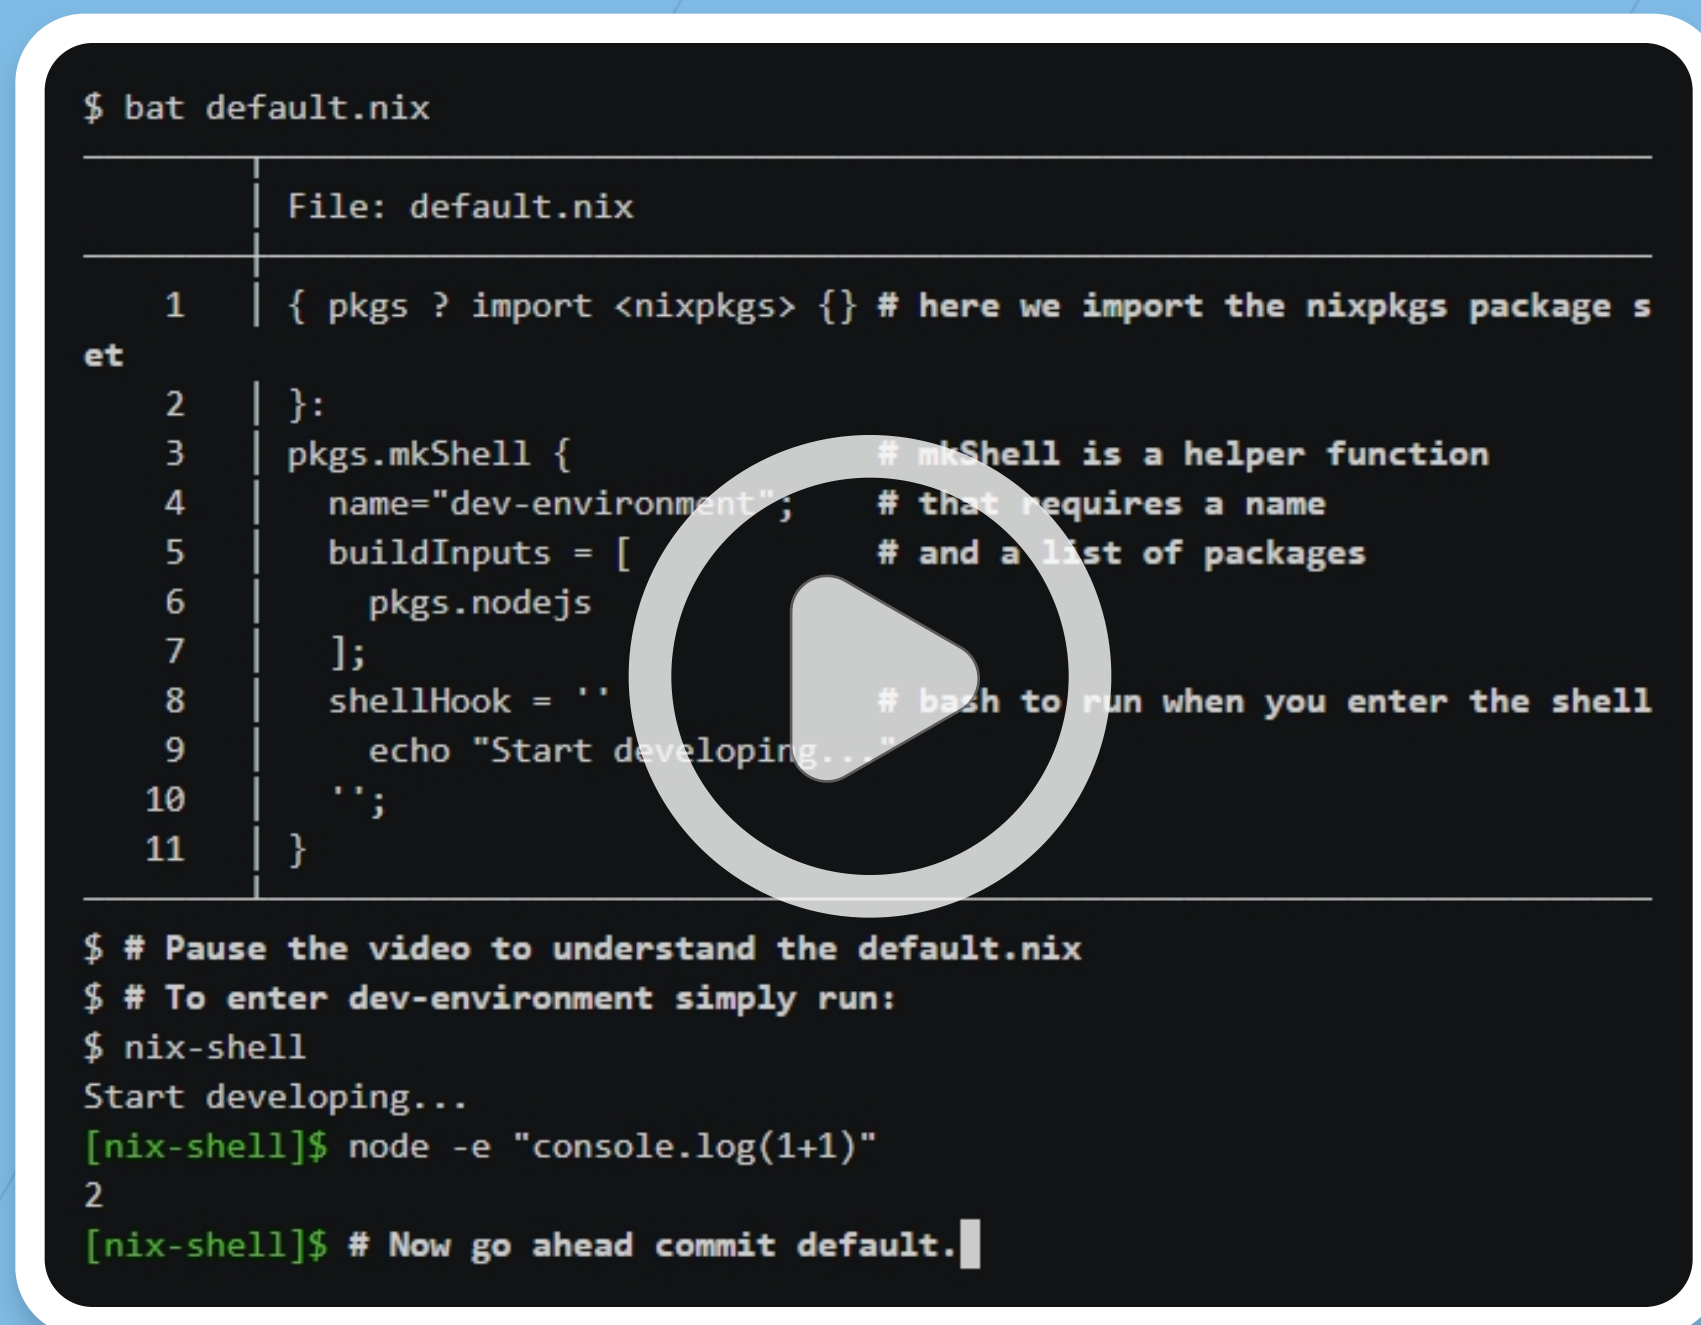 $ bat default.nix
File: default.nix
1 { pkgs ? import <nixpkgs> {} # here we import the nixpkgs package s
et
2 }:
3 pkgs.mkShell { # mkShell is a helper function
4 name="dev-environment"; # that requires a name
5 buildInputs = [ # and a list of packages
6 pkgs.nodejs
7 ];
8 shellHook = '' # bash to run when you enter the shell
9 echo "Start developing..."
10 '';
11 }
$ # Pause the video to understand the default.nix
$ # To enter dev-environment simply run:
$ nix-shell
Start developing...
[nix-shell]$ node -e "console.log(1+1)"
2
[nix-shell]$ # Now go ahead commit default.